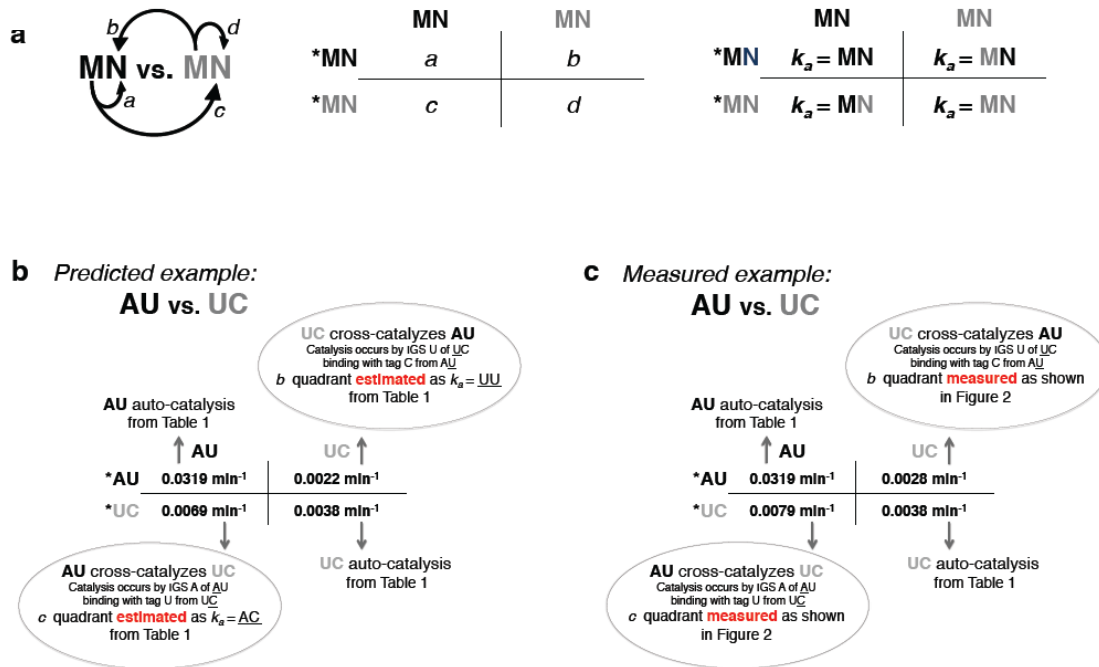 a
b
d
MN vs. MN
a
c
MN MN
*MN a b
*MN c d
MN MN
*MN kₐ = MN kₐ = MN
*MN kₐ = MN kₐ = MN
b Predicted example:
AU vs. UC
UC cross-catalyzes AU
Catalysis occurs by IGS U of UC
binding with tag C from AU
b quadrant estimated as kₐ = UU
from Table 1
AU auto-catalysis
from Table 1
AU UC
*AU 0.0319 min⁻¹ 0.0022 min⁻¹
*UC 0.0069 min⁻¹ 0.0038 min⁻¹
AU cross-catalyzes UC
Catalysis occurs by IGS A of AU
binding with tag U from UC
c quadrant estimated as kₐ = AC
from Table 1
UC auto-catalysis
from Table 1
c Measured example:
AU vs. UC
UC cross-catalyzes AU
Catalysis occurs by IGS U of UC
binding with tag C from AU
b quadrant measured as shown
in Figure 2
AU auto-catalysis
from Table 1
AU UC
*AU 0.0319 min⁻¹ 0.0028 min⁻¹
*UC 0.0079 min⁻¹ 0.0038 min⁻¹
AU cross-catalyzes UC
Catalysis occurs by IGS A of AU
binding with tag U from UC
c quadrant measured as shown
in Figure 2
UC auto-catalysis
from Table 1